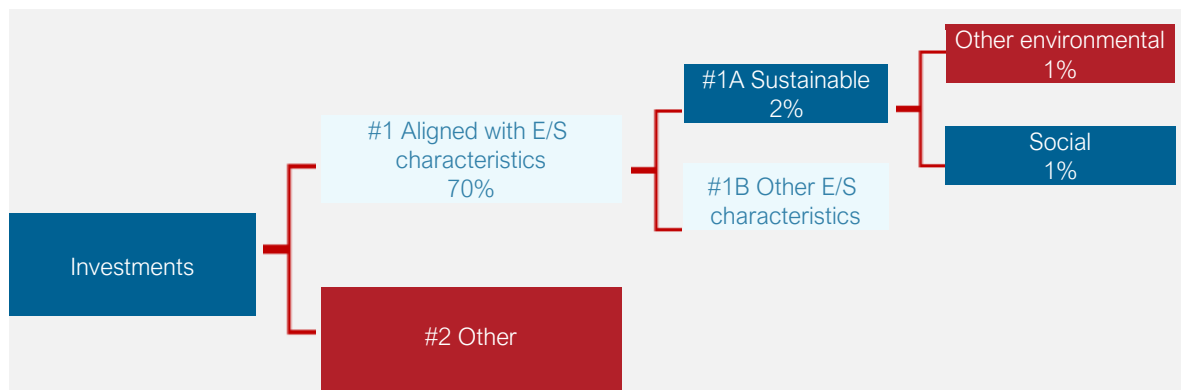 Investments
#1 Aligned with E/S
characteristics
70%
#2 Other
#1A Sustainable
2%
#1B Other E/S
characteristics
Other environmental
1%
Social
1%